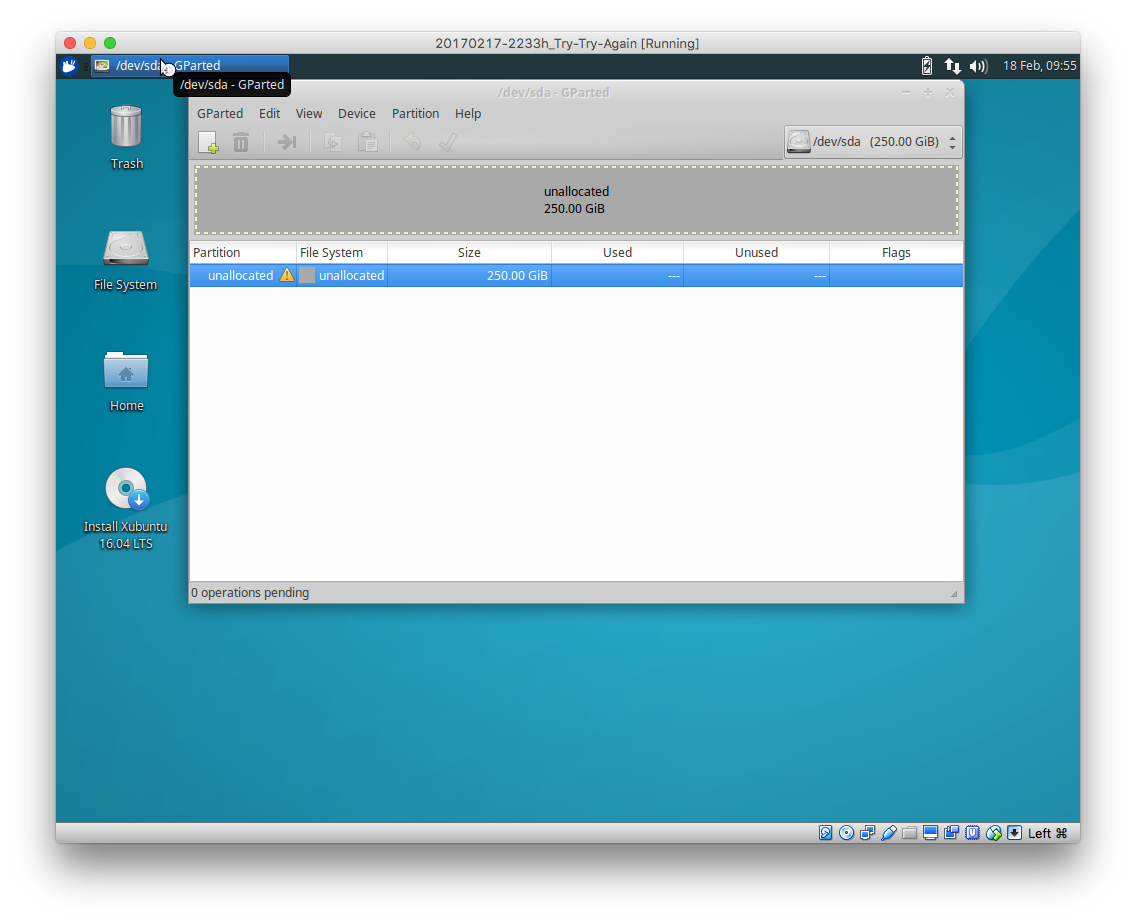 20170217-2233h_Try-Try-Again [Running]
/dev/sda - GParted
18 Feb, 09:55
/dev/sda - GParted
/dev/sda - GParted
GParted Edit View Device Partition Help
/dev/sda (250.00 GiB)
Trash
unallocated
250.00 GiB
Partition File System Size Used Unused Flags
unallocated unallocated 250.00 GiB --- ---
File System
Home
Install Xubuntu
16.04 LTS
0 operations pending
Left ⌘